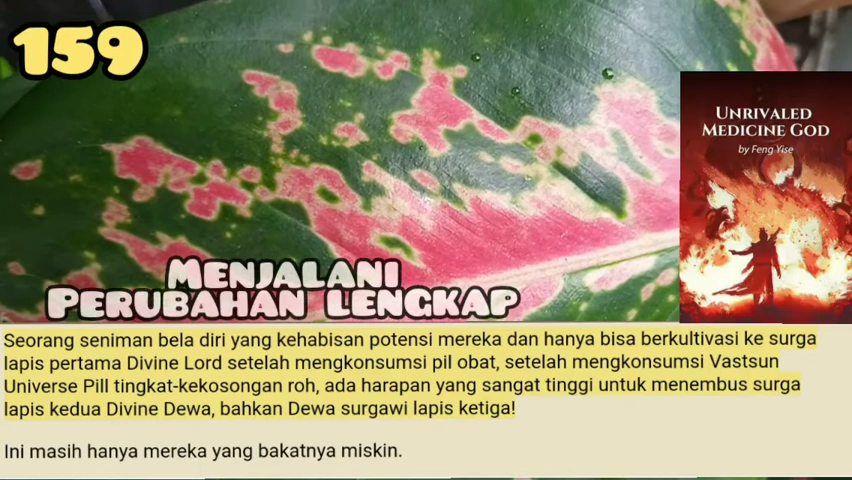 159
UNRIVALED
MEDICINE GOD
by Feng Yise
MENJALANI
PERUBAHAN LENGKAP
Seorang seniman bela diri yang kehabisan potensi mereka dan hanya bisa berkultivasi ke surga
lapis pertama Divine Lord setelah mengkonsumsi pil obat, setelah mengkonsumsi Vastsun
Universe Pill tingkat-kekosongan roh, ada harapan yang sangat tinggi untuk menembus surga
lapis kedua Divine Dewa, bahkan Dewa surgawi lapis ketiga!
Ini masih hanya mereka yang bakatnya miskin.